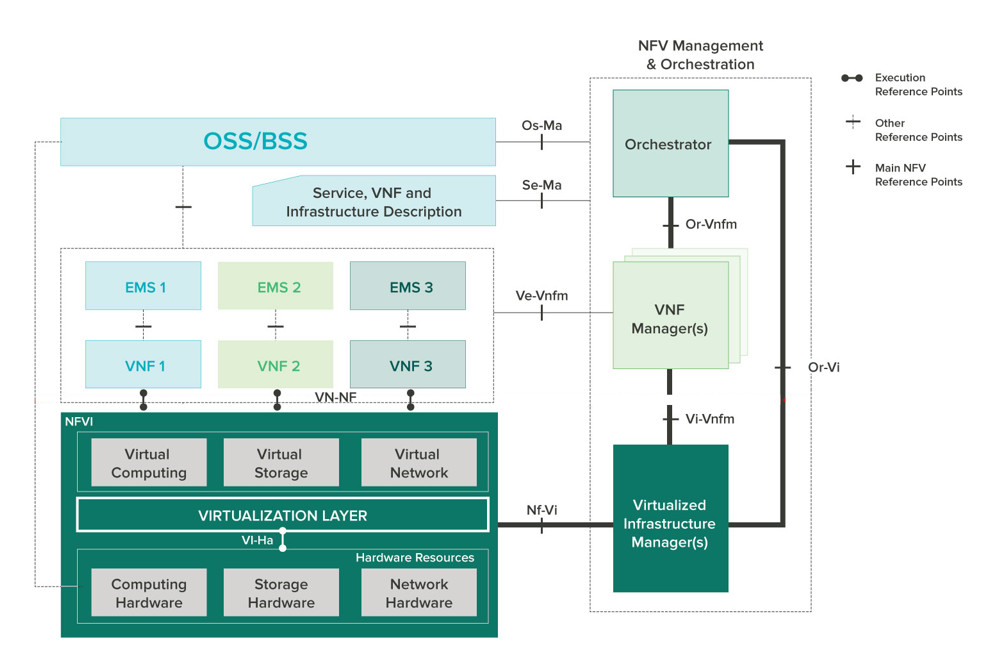 NFV Management
& Orchestration
Execution
Reference Points
Other
Reference Points
Main NFV
Reference Points
OSS/BSS
Os-Ma
Orchestrator
Service, VNF and
Infrastructure Description
Se-Ma
Or-Vnfm
EMS 1
EMS 2
EMS 3
Ve-Vnfm
VNF
Manager(s)
VNF 1
VNF 2
VNF 3
Or-Vi
VN-NF
NFVI
Vi-Vnfm
Virtual
Computing
Virtual
Storage
Virtual
Network
VIRTUALIZATION LAYER
Nf-Vi
Virtualized
Infrastructure
Manager(s)
VI-Ha
Hardware Resources
Computing
Hardware
Storage
Hardware
Network
Hardware